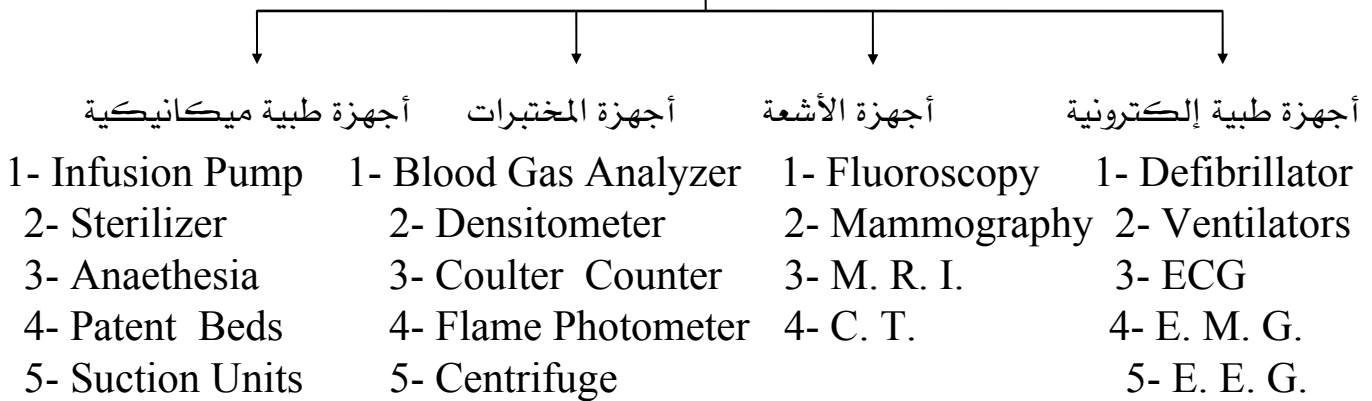 أجهزة طبية ميكانيكية أجهزة المختبرات أجهزة الأشعة أجهزة طبية إلكترونية
1- Infusion Pump 1- Blood Gas Analyzer 1- Fluoroscopy 1- Defibrillator
2- Sterilizer 2- Densitometer 2- Mammography 2- Ventilators
3- Anaethesia 3- Coulter Counter 3- M. R. I. 3- ECG
4- Patent Beds 4- Flame Photometer 4- C. T. 4- E. M. G.
5- Suction Units 5- Centrifuge 5- E. E. G.